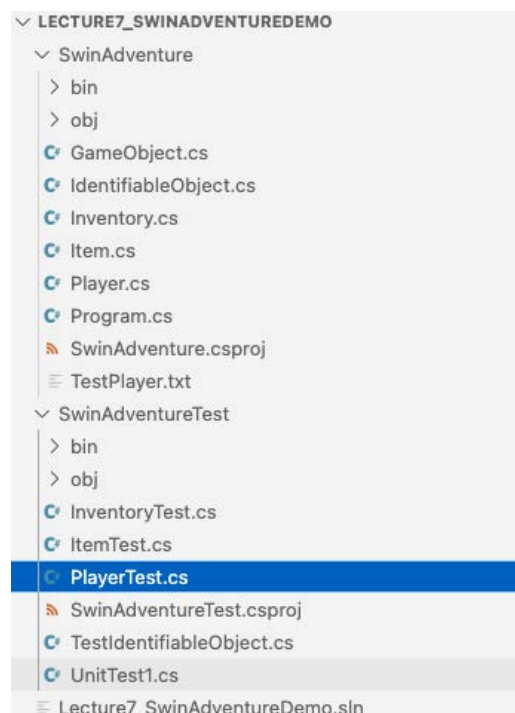 LECTURE7_SWINADVENTUREDEMO
SwinAdventure
bin
obj
GameObject.cs
IdentifiableObject.cs
Inventory.cs
Item.cs
Player.cs
Program.cs
SwinAdventure.csproj
TestPlayer.txt
SwinAdventureTest
bin
obj
InventoryTest.cs
ItemTest.cs
PlayerTest.cs
SwinAdventureTest.csproj
TestIdentifiableObject.cs
UnitTest1.cs
Lecture7_SwinAdventureDemo.sln